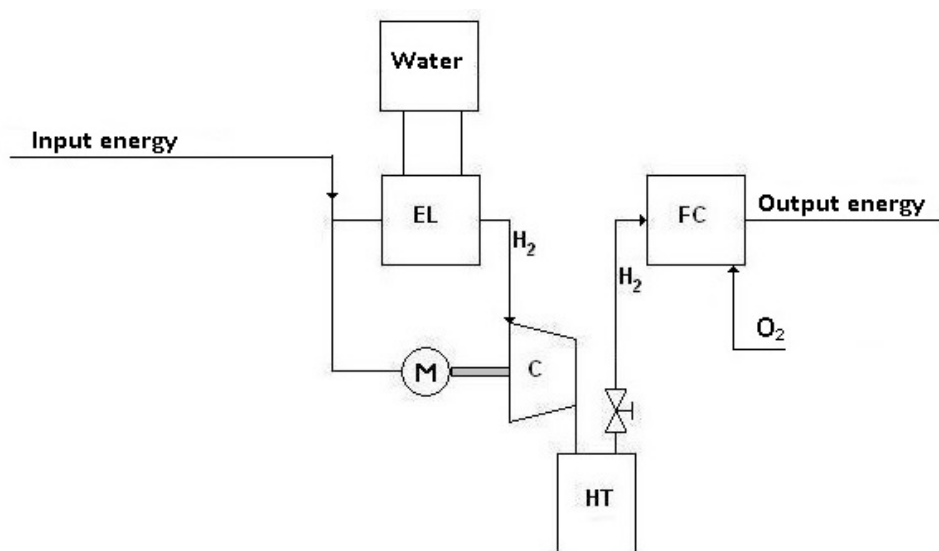 Water
Input energy
EL
FC
Output energy
H₂
H₂
O₂
M
C
HT